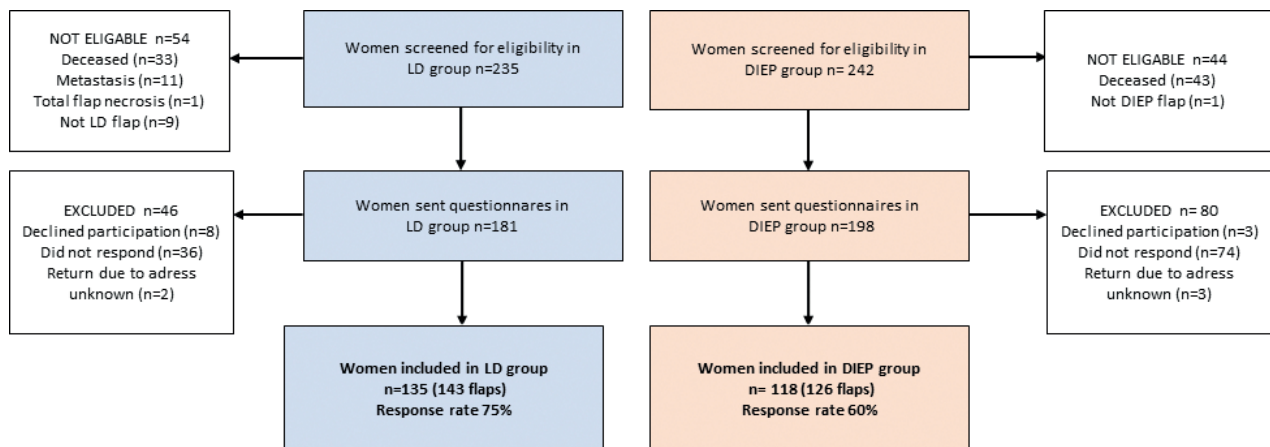 NOT ELIGABLE n=54
Deceased (n=33)
Metastasis (n=11)
Total flap necrosis (n=1)
Not LD flap (n=9)
Women screened for eligibility in
LD group n=235
Women screened for eligibility in
DIEP group n= 242
NOT ELIGABLE n=44
Deceased (n=43)
Not DIEP flap (n=1)
EXCLUDED n=46
Declined participation (n=8)
Did not respond (n=36)
Return due to adress
unknown (n=2)
Women sent questionnares in
LD group n=181
Women sent questionnaires in
DIEP group n=198
EXCLUDED n= 80
Declined participation (n=3)
Did not respond (n=74)
Return due to adress
unknown (n=3)
Women included in LD group
n=135 (143 flaps)
Response rate 75%
Women included in DIEP group
n= 118 (126 flaps)
Response rate 60%